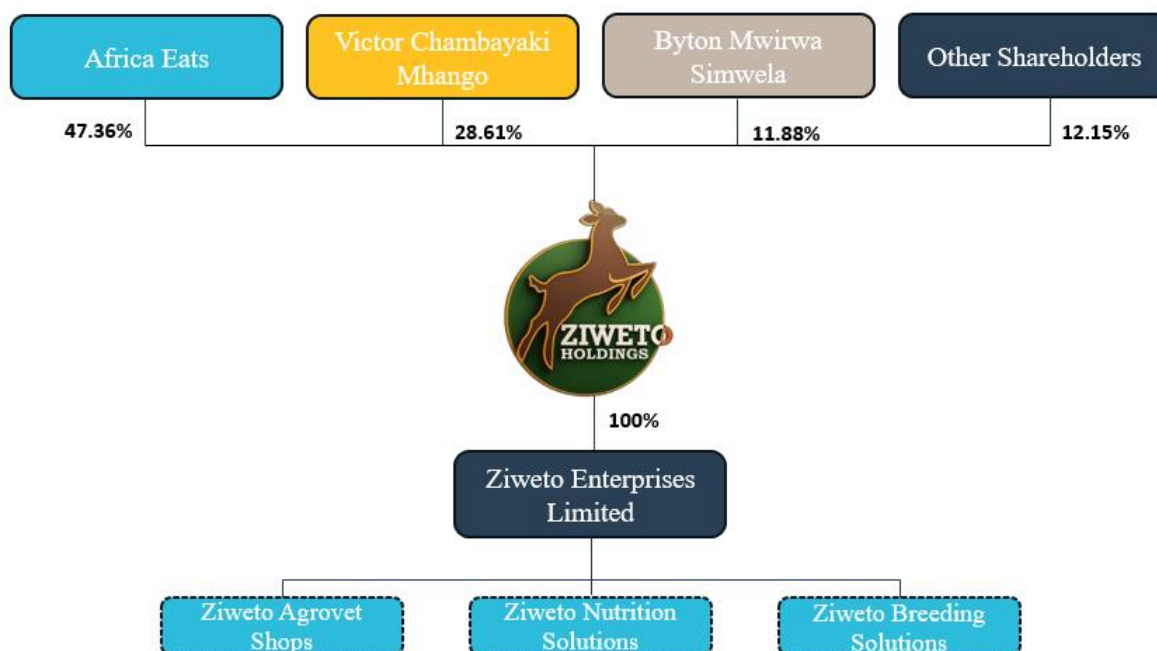 Africa Eats
Victor Chambayaki
Mhango
Byton Mwirwa
Simwela
Other Shareholders
47.36%
28.61%
11.88%
12.15%
ZIWETO
HOLDINGS
100%
Ziweto Enterprises
Limited
Ziweto Agrovet
Shops
Ziweto Nutrition
Solutions
Ziweto Breeding
Solutions